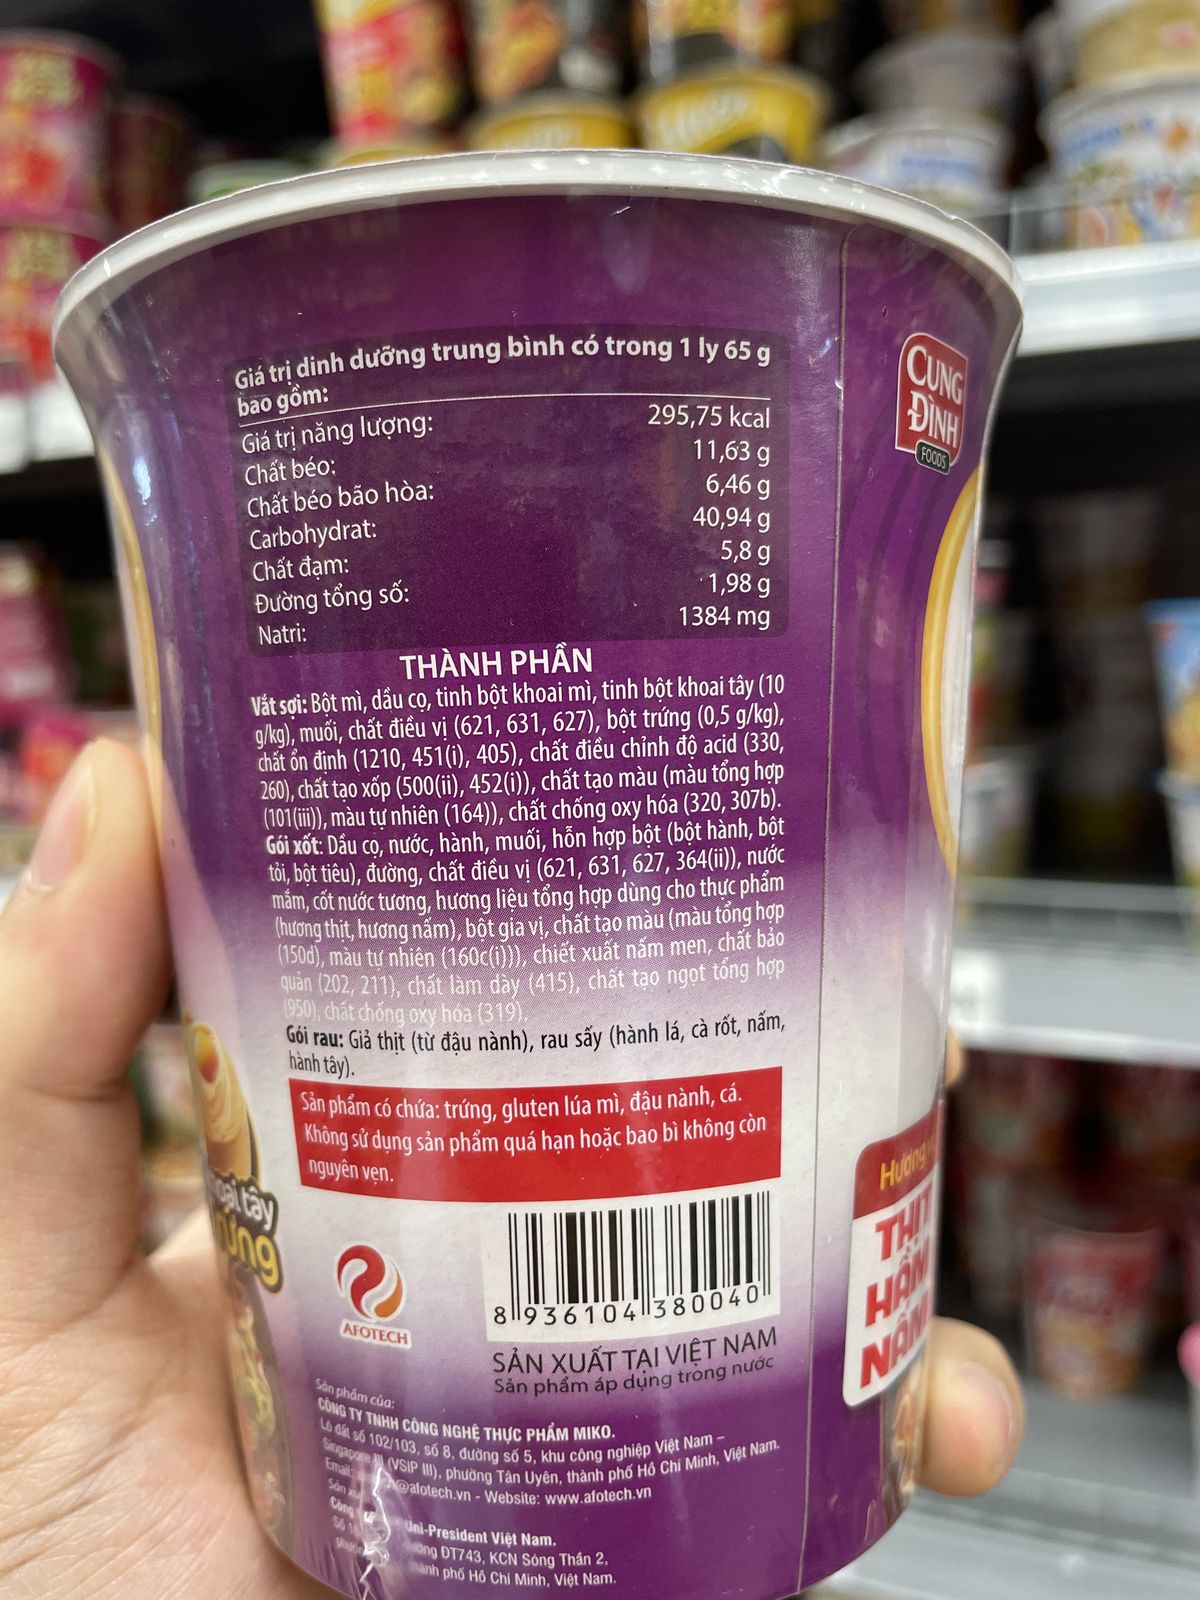 Giá trị dinh dưỡng trung bình có trong 1 ly 65 g
bao gồm:
Giá trị năng lượng: 295,75 kcal
Chất béo: 11,63 g
Chất béo bão hòa: 6,46 g
Carbohydrat: 40,94 g
Chất đạm: 5,8 g
Đường tổng số: 1,98 g
Natri: 1384 mg
THÀNH PHẦN
Vắt sợi: Bột mì, dầu cọ, tinh bột khoai mì, tinh bột khoai tây (10
g/kg), muối, chất điều vị (621, 631, 627), bột trứng (0,5 g/kg),
chất ổn định (1210, 451(i), 405), chất điều chỉnh độ acid (330,
260), chất tạo xốp (500(ii), 452(i)), chất tạo màu (màu tổng hợp
(101(iii)), màu tự nhiên (164)), chất chống oxy hóa (320, 307b).
Gói xốt: Dầu cọ, nước, hành, muối, hỗn hợp bột (bột hành, bột
tỏi, bột tiêu), đường, chất điều vị (621, 631, 627, 364(ii)), nước
mắm, cốt nước tương, hương liệu tổng hợp dùng cho thực phẩm
(hương thịt, hương nấm), bột gia vị, chất tạo màu (màu tổng hợp
(150d), màu tự nhiên (160c(i))), chiết xuất nấm men, chất bảo
quản (202, 211), chất làm dày (415), chất tạo ngọt tổng hợp
(950), chất chống oxy hóa (319).
Gói rau: Giả thịt (từ đậu nành), rau sấy (hành lá, cà rốt, nấm,
hành tây).
Sản phẩm có chứa: trứng, gluten lúa mì, đậu nành, cá.
Không sử dụng sản phẩm quá hạn hoặc bao bì không còn
nguyên vẹn.
AFOTECH
8 936104 380040
SẢN XUẤT TẠI VIỆT NAM
Sản phẩm áp dụng trong nước
Sản phẩm của:
CÔNG TY TNHH CÔNG NGHỆ THỰC PHẨM MIKO.
Lô đất số 102/103, số 8, đường số 5, khu công nghiệp Việt Nam –
Singapore III (VSIP III), phường Tân Uyên, thành phố Hồ Chí Minh, Việt Nam.
Email: @afotech.vn - Website: www.afotech.vn
Uni-President Việt Nam.
ĐT743, KCN Sóng Thần 2,
phố Hồ Chí Minh, Việt Nam.
CUNG
ĐÌNH
FOODS
Hương
THỊT
HẦM
NẤM
tây